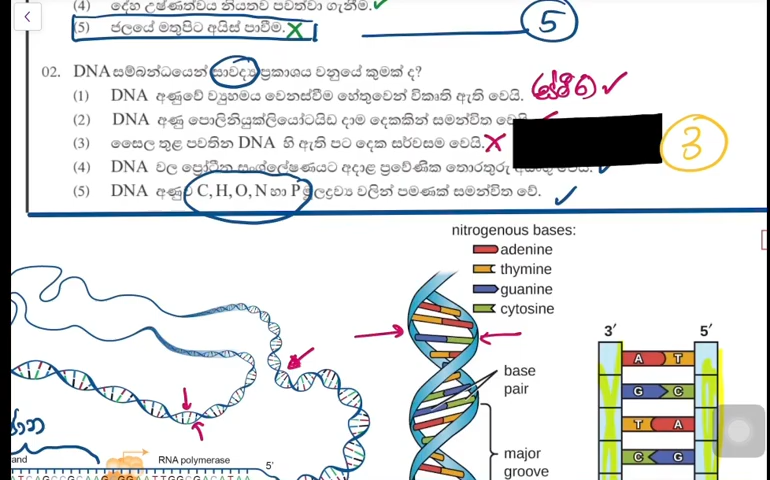 (4) දේහ උෂ්ණත්වය නියතව පවත්වා ගැනීම.
(5) ජලයේ මතුපිට අයිස් පාවීම.
5
02. DNA සම්බන්ධයෙන් සාවද්‍ය ප්‍රකාශය වනුයේ කුමක් ද?
(1) DNA අණුවේ ව්‍යුහමය වෙනස්වීම හේතුවෙන් විකෘති ඇති වෙයි.
(2) DNA අණු පොලිනියුක්ලියෝටයිඩ දාම දෙකකින් සමන්විත වෙයි.
(3) සෛල තුළ පවතින DNA හි ඇති පට දෙක සර්වසම වෙයි.
3
(4) DNA වල ප්‍රෝටීන සංශ්ලේෂණයට අදාළ ප්‍රවේණික තොරතුරු
(5) DNA අණුව C, H, O, N හා P මූලද්‍රව්‍ය වලින් පමණක් සමන්විත වේ.
nitrogenous bases:
adenine
thymine
guanine
cytosine
3′ 5′
A T
G C
T A
C G
base
pair
major
groove
RNA polymerase 5′